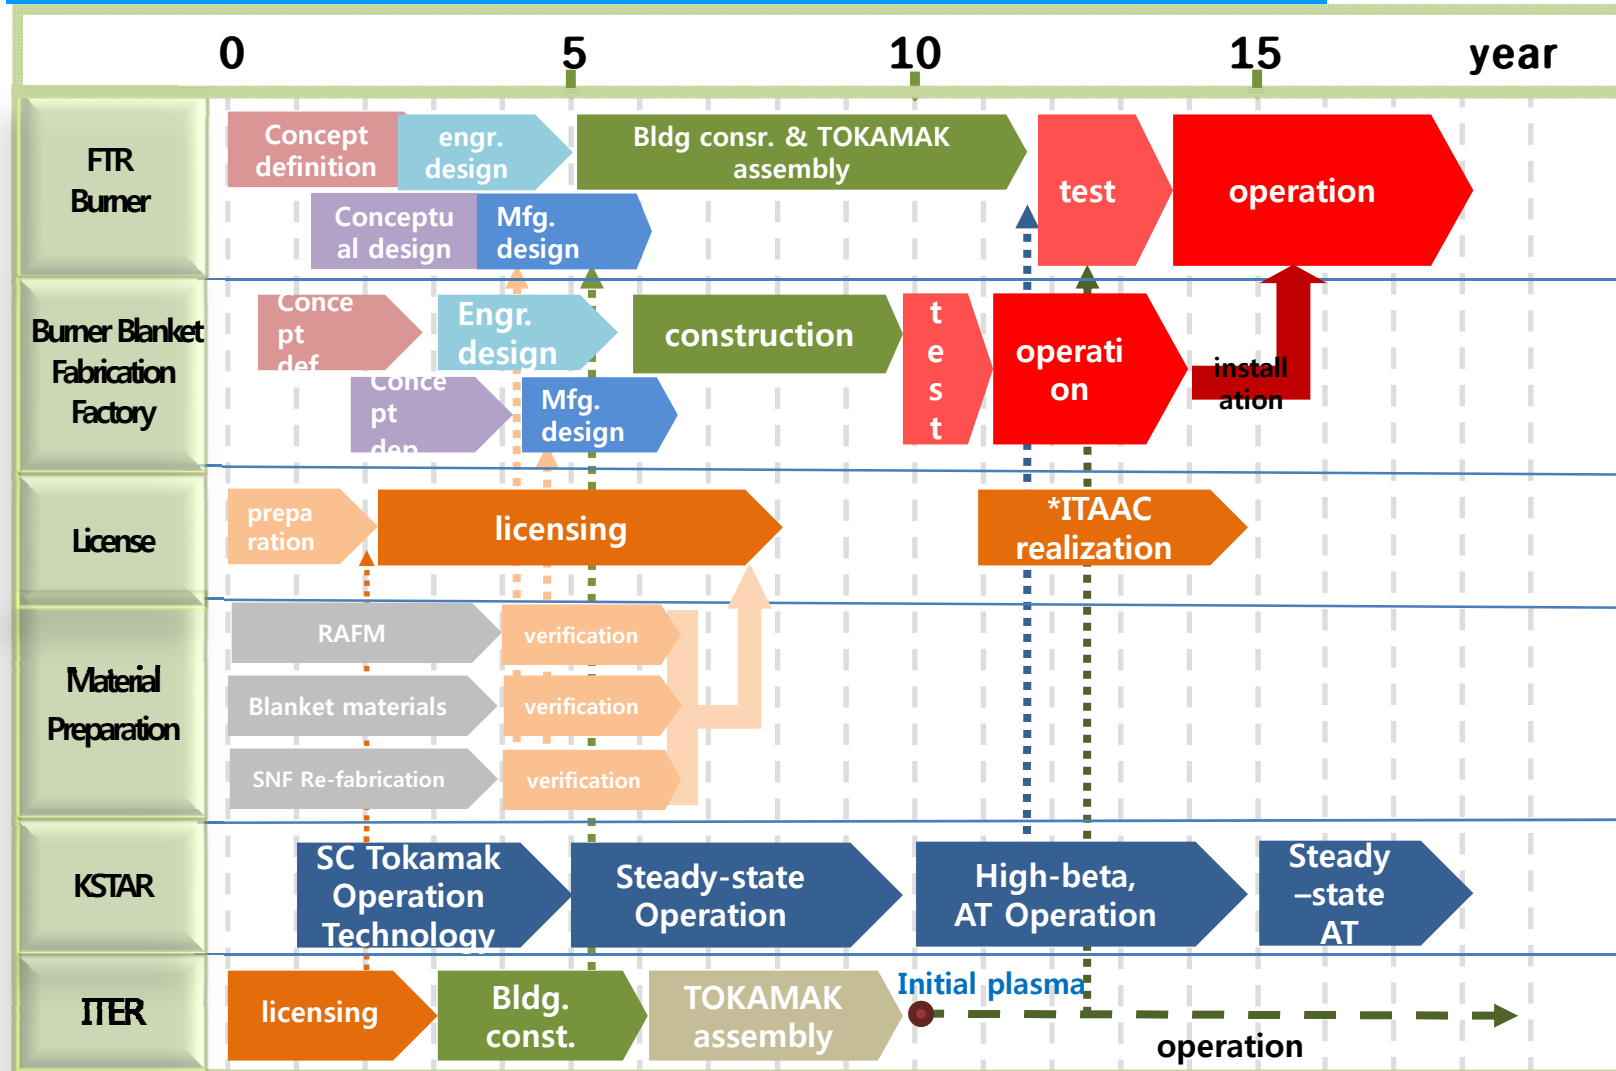 0 5 10 15 year
FTR
Burner
Concept
definition
engr.
design
Bldg consr. & TOKAMAK
assembly
test
operation
Conceptu
al design
Mfg.
design
Burner Blanket
Fabrication
Factory
Conce
pt
def
Engr.
design
construction
t
e
s
t
operati
on
install
ation
Conce
pt
den
Mfg.
design
License
prepa
ration
licensing
*ITAAC
realization
Material
Preparation
RAFM
verification
Blanket materials
verification
SNF Re-fabrication
verification
KSTAR
SC Tokamak
Operation
Technology
Steady-state
Operation
High-beta,
AT Operation
Steady
–state
AT
ITER
licensing
Bldg.
const.
TOKAMAK
assembly
Initial plasma
operation